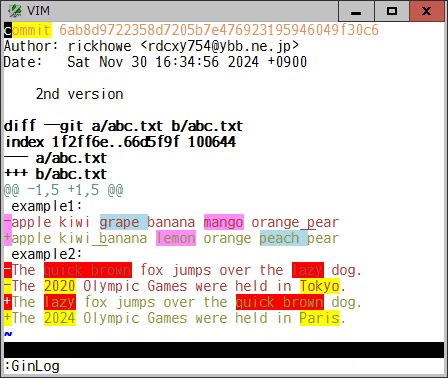 VIM
commit 6ab8d9722358d7205b7e476923195946049f30c6
Author: rickhowe <rdcxy754@ybb.ne.jp>
Date:   Sat Nov 30 16:34:56 2024 +0900
    2nd version
diff --git a/abc.txt b/abc.txt
index 1f2ff6e..66d5f9f 100644
--- a/abc.txt
+++ b/abc.txt
@@ -1,5 +1,5 @@
 example1:
-apple kiwi grape banana mango orange pear
+apple kiwi banana lemon orange peach pear
 example2:
-The quick brown fox jumps over the lazy dog.
-The 2020 Olympic Games were held in Tokyo.
+The lazy fox jumps over the quick brown dog.
+The 2024 Olympic Games were held in Paris.
~
:GinLog